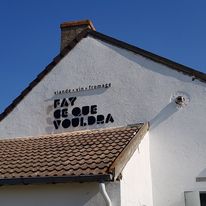 viande • vin • fromage
FAY
CE QUE
VOULDRA